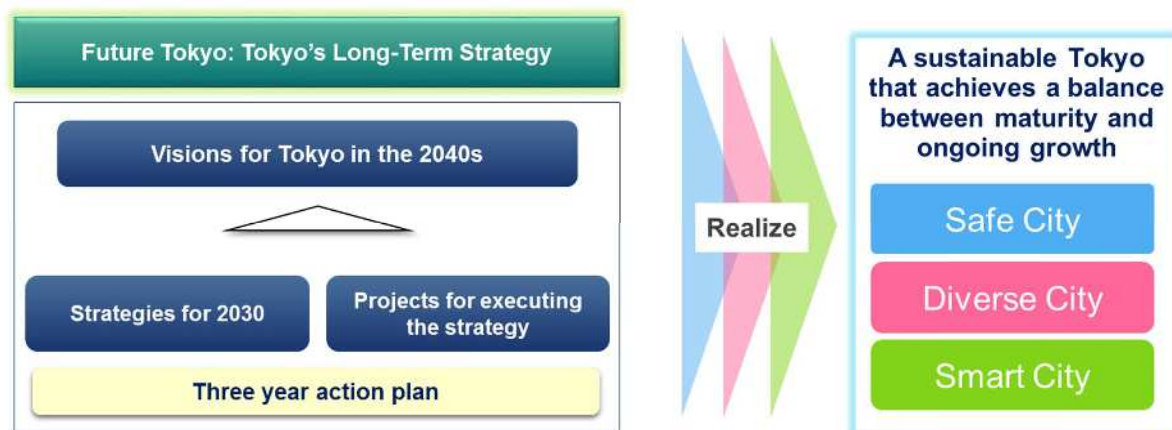 Future Tokyo: Tokyo's Long-Term Strategy
Visions for Tokyo in the 2040s
Strategies for 2030
Projects for executing
the strategy
Three year action plan
Realize
A sustainable Tokyo
that achieves a balance
between maturity and
ongoing growth
Safe City
Diverse City
Smart City